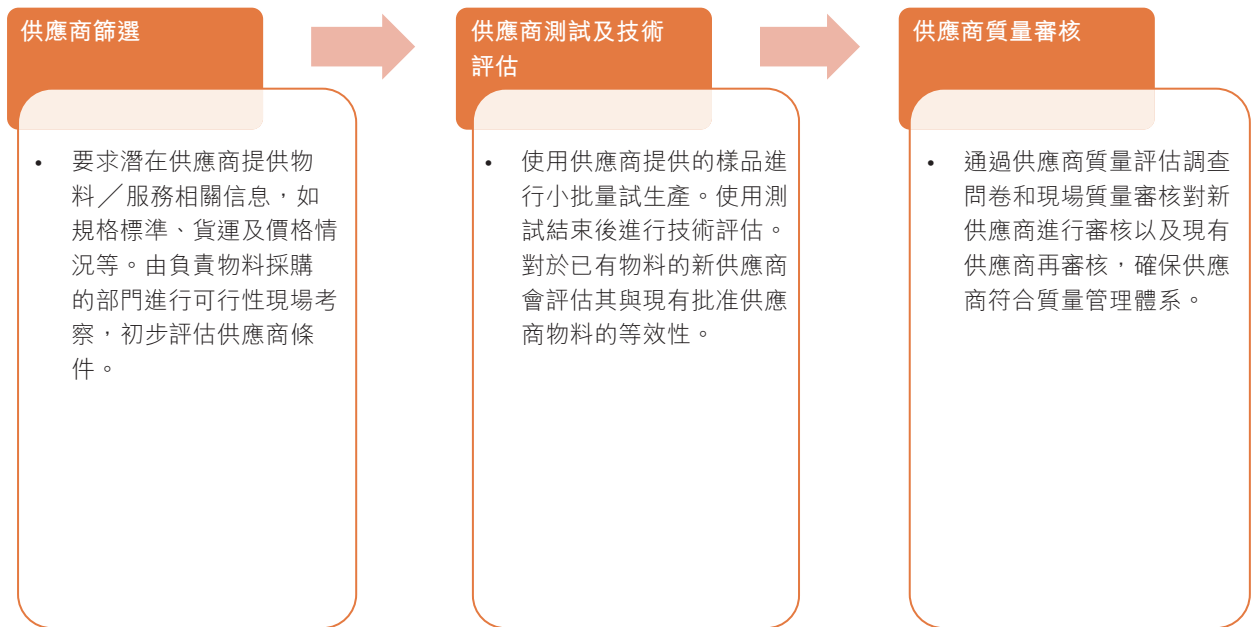 供應商篩選
• 要求潛在供應商提供物
料／服務相關信息，如
規格標準、貨運及價格情
況等。由負責物料採購
的部門進行可行性現場考
察，初步評估供應商條
件。
供應商測試及技術
評估
• 使用供應商提供的樣品進
行小批量試生產。使用測
試結束後進行技術評估。
對於已有物料的新供應商
會評估其與現有批准供應
商物料的等效性。
供應商質量審核
• 通過供應商質量評估調查
問卷和現場質量審核對新
供應商進行審核以及現有
供應商再審核，確保供應
商符合質量管理體系。